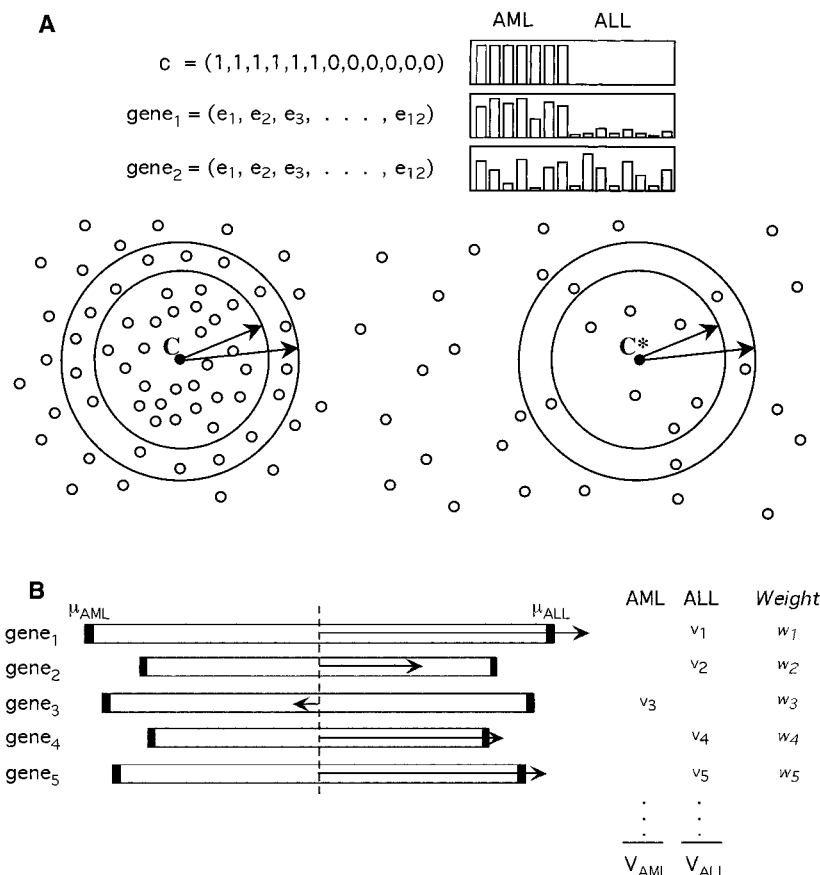 A
AML ALL
c = (1,1,1,1,1,1,0,0,0,0,0,0)
gene₁ = (e₁, e₂, e₃, . . . . , e₁₂)
gene₂ = (e₁, e₂, e₃, . . . . , e₁₂)
C C*
B
μAML μALL AML ALL Weight
gene₁ v₁ w₁
gene₂ v₂ w₂
gene₃ v₃ w₃
gene₄ v₄ w₄
gene₅ v₅ w₅
VAML VALL